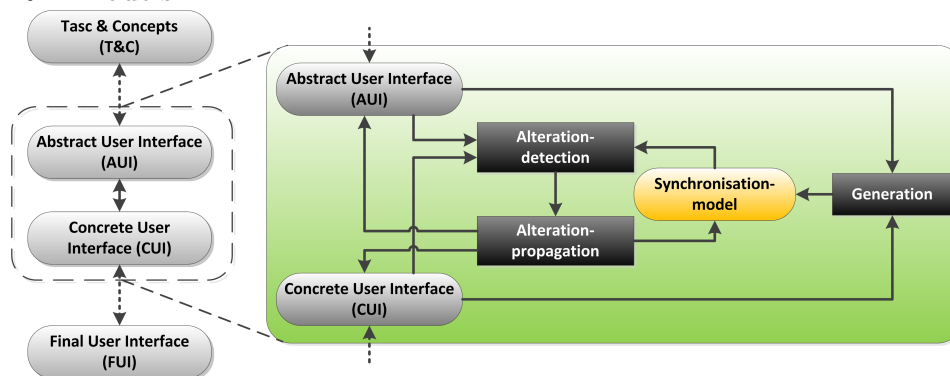 Tasc & Concepts
(T&C)
Abstract User Interface
(AUI)
Concrete User
Interface (CUI)
Final User Interface
(FUI)
Abstract User Interface
(AUI)
Alteration-
detection
Synchronisation-
model
Generation
Alteration-
propagation
Concrete User Interface
(CUI)